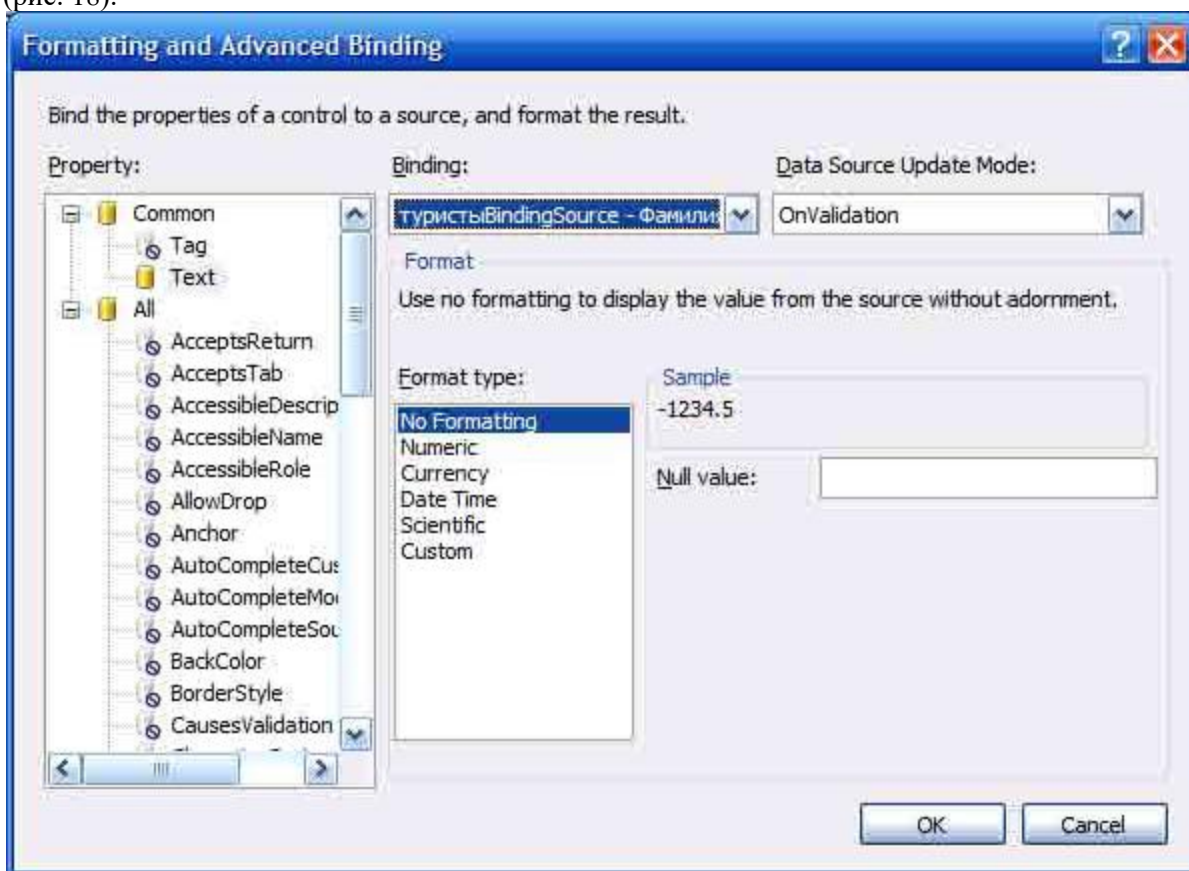 (рис. 18).
Formatting and Advanced Binding
Bind the properties of a control to a source, and format the result.
Property:
Common
Tag
Text
All
AcceptsReturn
AcceptsTab
AccessibleDescrip
AccessibleName
AccessibleRole
AllowDrop
Anchor
AutoCompleteCus
AutoCompleteMo
AutoCompleteSou
BackColor
BorderStyle
CausesValidation
Binding:
туристыBindingSource - Фамилия
Data Source Update Mode:
OnValidation
Format
Use no formatting to display the value from the source without adornment.
Format type:
No Formatting
Numeric
Currency
Date Time
Scientific
Custom
Sample
-1234.5
Null value:
OK
Cancel